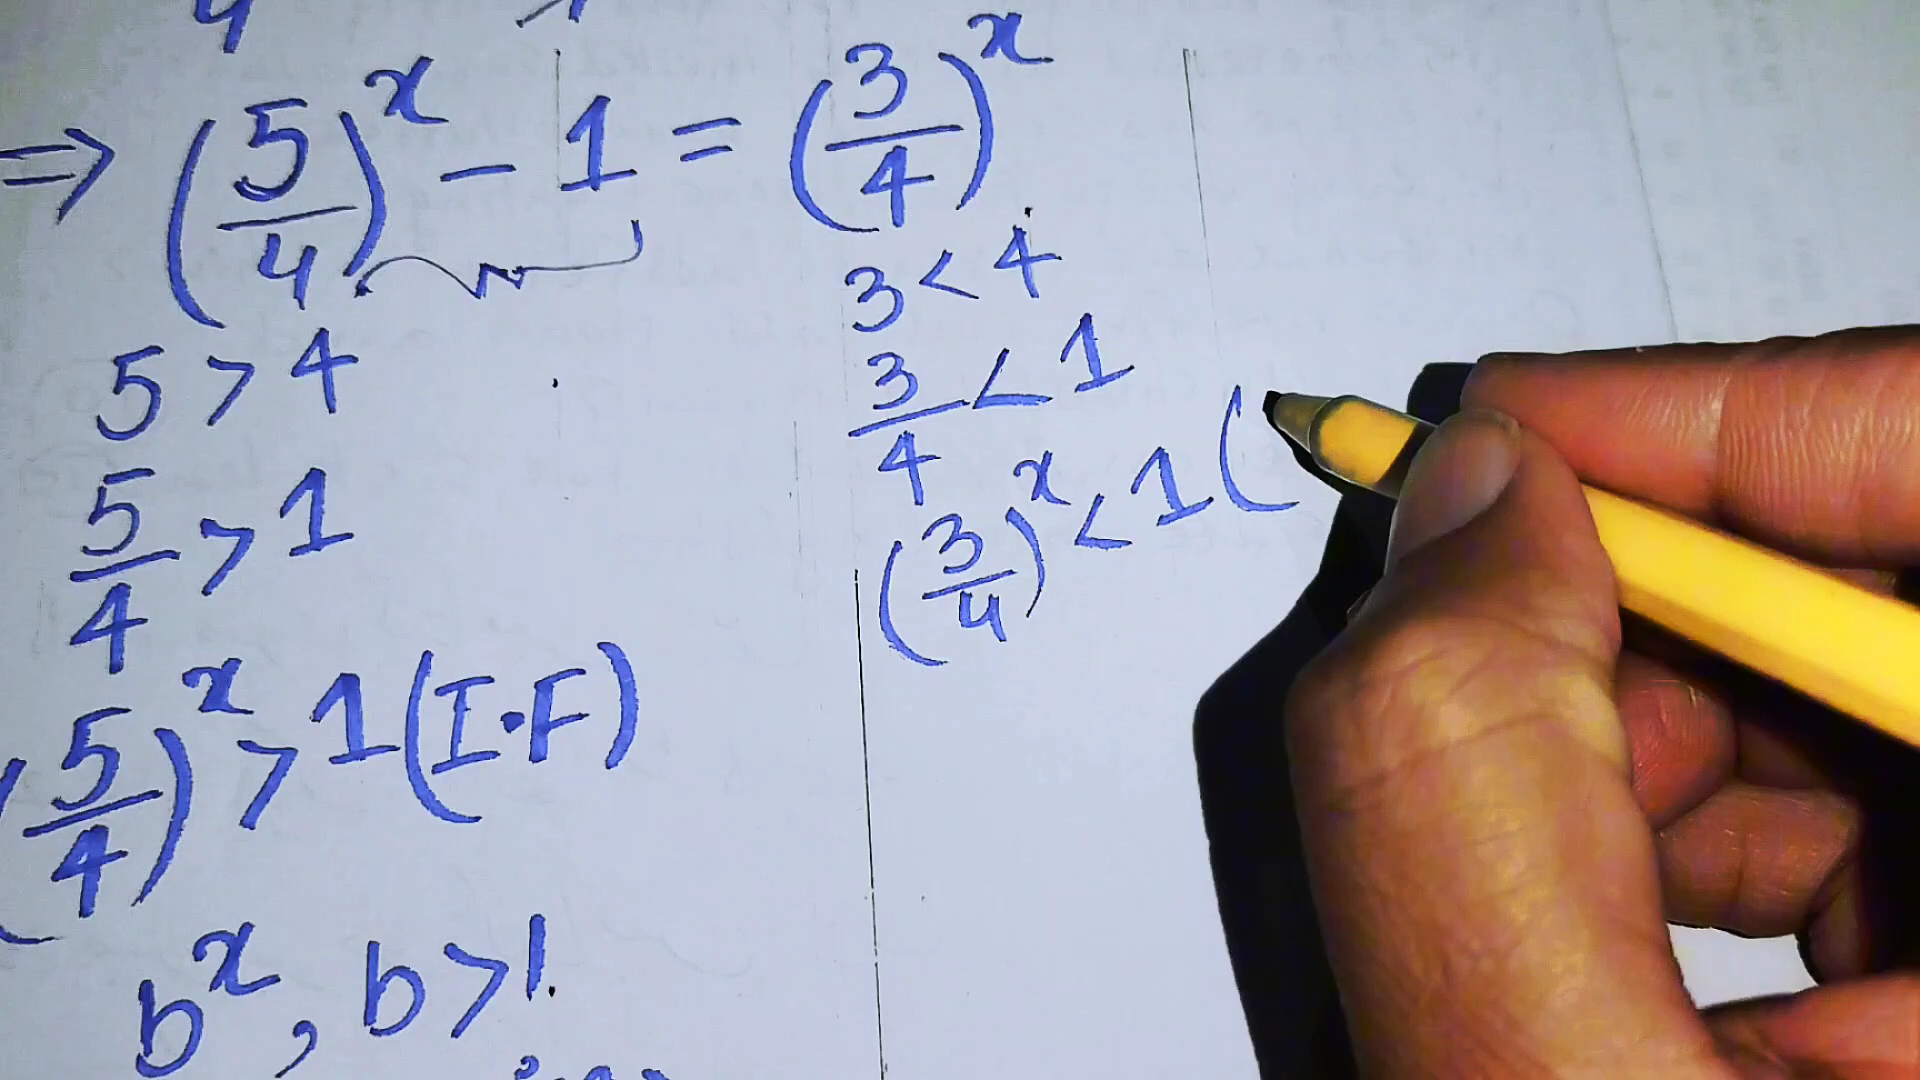 ⇒ (5/4)^x - 1 = (3/4)^x
5 > 4
5/4 > 1
(5/4)^x > 1 (I.F)
b^x, b > 1.
3 < 4
3/4 < 1
(3/4)^x < 1 (